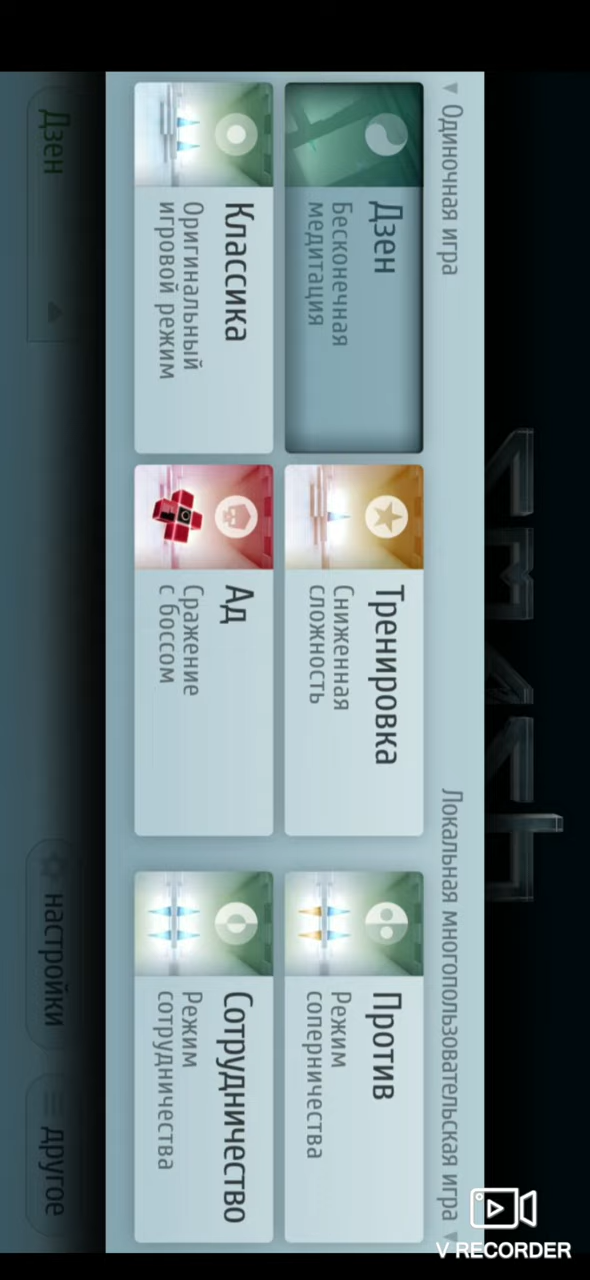 ▼ Одиночная игра
Локальная многопользовательская игра ▼
Дзен
Бесконечная
медитация
Тренировка
Сниженная
сложность
Против
Режим
соперничества
Классика
Оригинальный
игровой режим
Ад
Сражение
с боссом
Сотрудничество
Режим
сотрудничества
Дзен
настройки
другое
V RECORDER